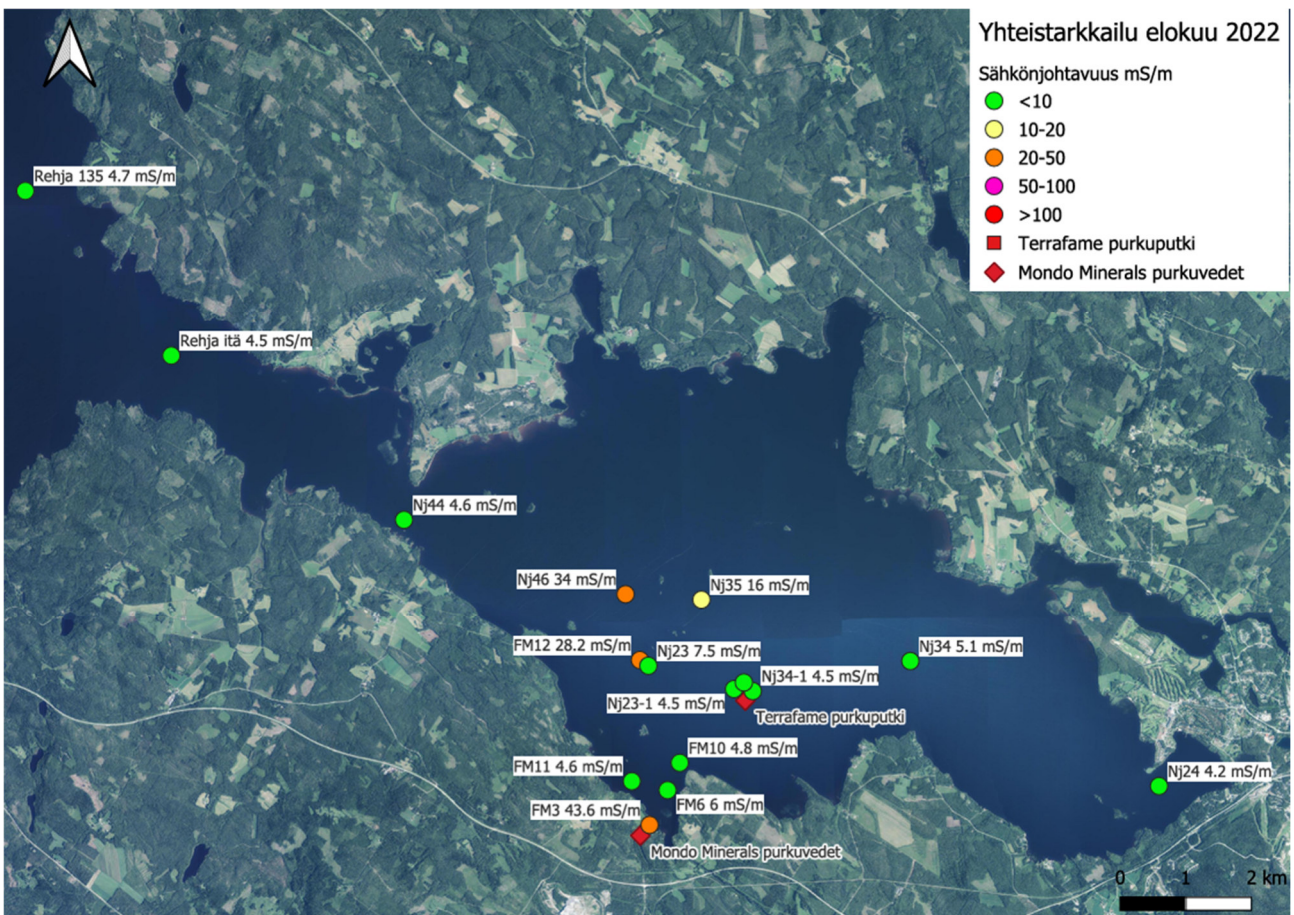 Yhteistarkkailu elokuu 2022
Sähkönjohtavuus mS/m
<10
10-20
20-50
50-100
>100
Terrafame purkuputki
Mondo Minerals purkuvedet
Rehja 135 4.7 mS/m
Rehja itä 4.5 mS/m
Nj44 4.6 mS/m
Nj46 34 mS/m
Nj35 16 mS/m
FM12 28.2 mS/m
Nj23 7.5 mS/m
Nj34 5.1 mS/m
Nj34-1 4.5 mS/m
Nj23-1 4.5 mS/m
Terrafame purkuputki
FM10 4.8 mS/m
FM11 4.6 mS/m
FM6 6 mS/m
Nj24 4.2 mS/m
FM3 43.6 mS/m
Mondo Minerals purkuvedet
0 1 2 km